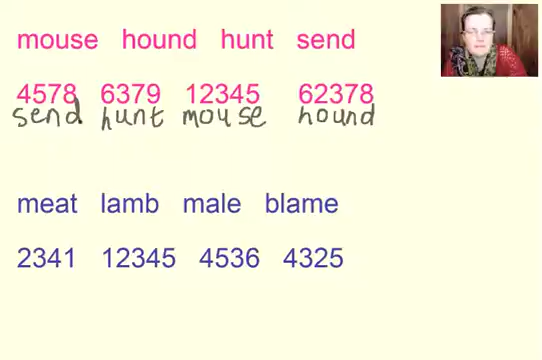 mouse hound hunt send
4578 6379 12345 62378
send hunt mouse hound
meat lamb male blame
2341 12345 4536 4325